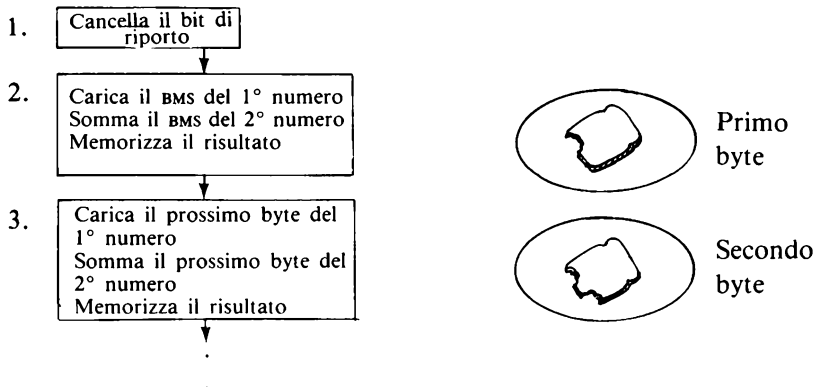 1.
Cancella il bit di
riporto
2.
Carica il BMS del 1° numero
Somma il BMS del 2° numero
Memorizza il risultato
3.
Carica il prossimo byte del
1° numero
Somma il prossimo byte del
2° numero
Memorizza il risultato
Primo
byte
Secondo
byte